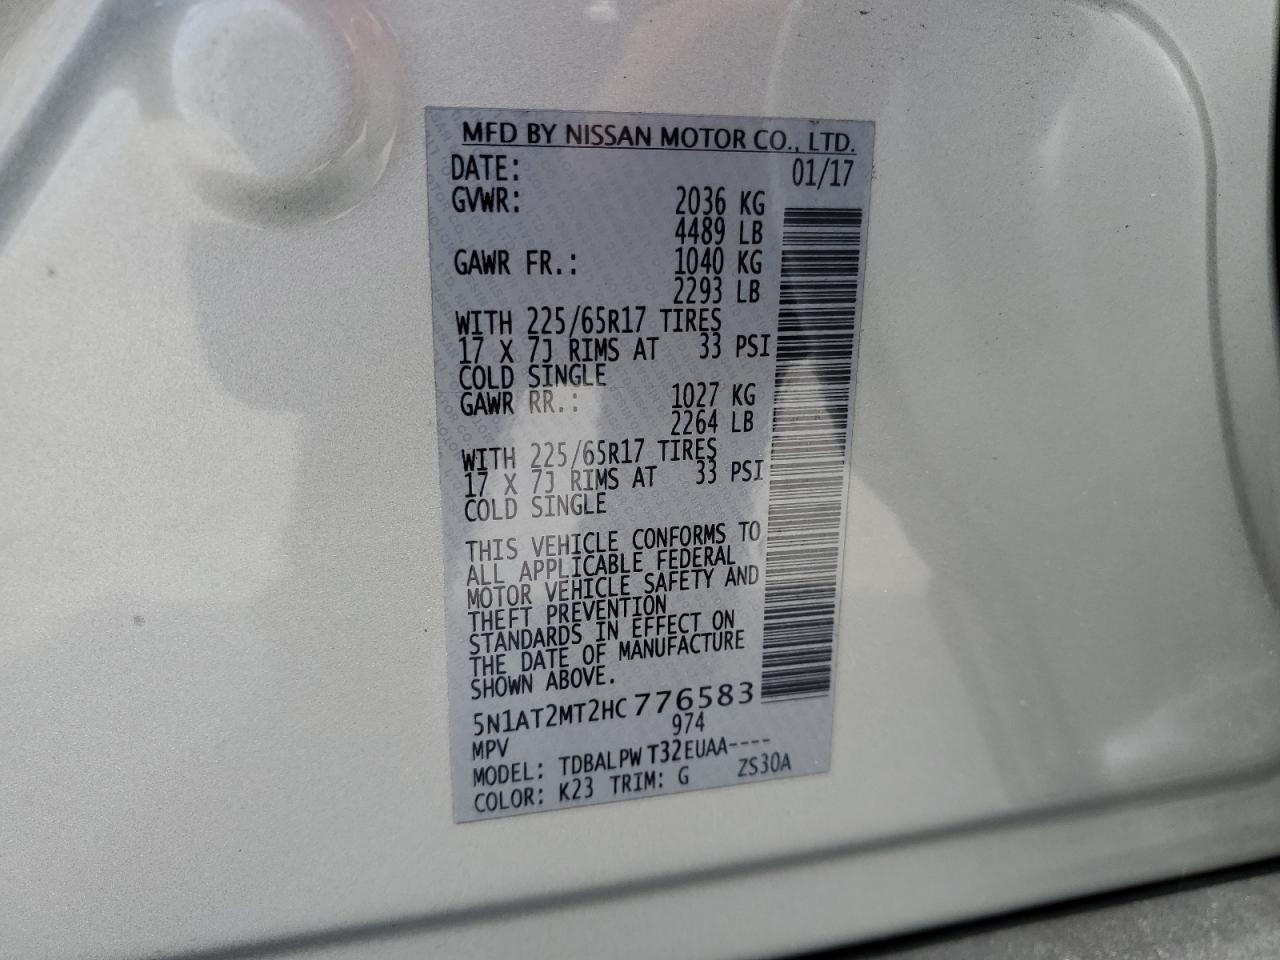 MFD BY NISSAN MOTOR CO., LTD.
DATE: 01/17
GVWR: 2036 KG
4489 LB
GAWR FR.: 1040 KG
2293 LB
WITH 225/65R17 TIRES
17 X 7J RIMS AT 33 PSI
COLD SINGLE
GAWR RR.: 1027 KG
2264 LB
WITH 225/65R17 TIRES
17 X 7J RIMS AT 33 PSI
COLD SINGLE
THIS VEHICLE CONFORMS TO
ALL APPLICABLE FEDERAL
MOTOR VEHICLE SAFETY AND
THEFT PREVENTION
STANDARDS IN EFFECT ON
THE DATE OF MANUFACTURE
SHOWN ABOVE.
5N1AT2MT2HC776583
MPV 974
MODEL: TDBALPW T32EUAA----
COLOR: K23 TRIM: G ZS30A